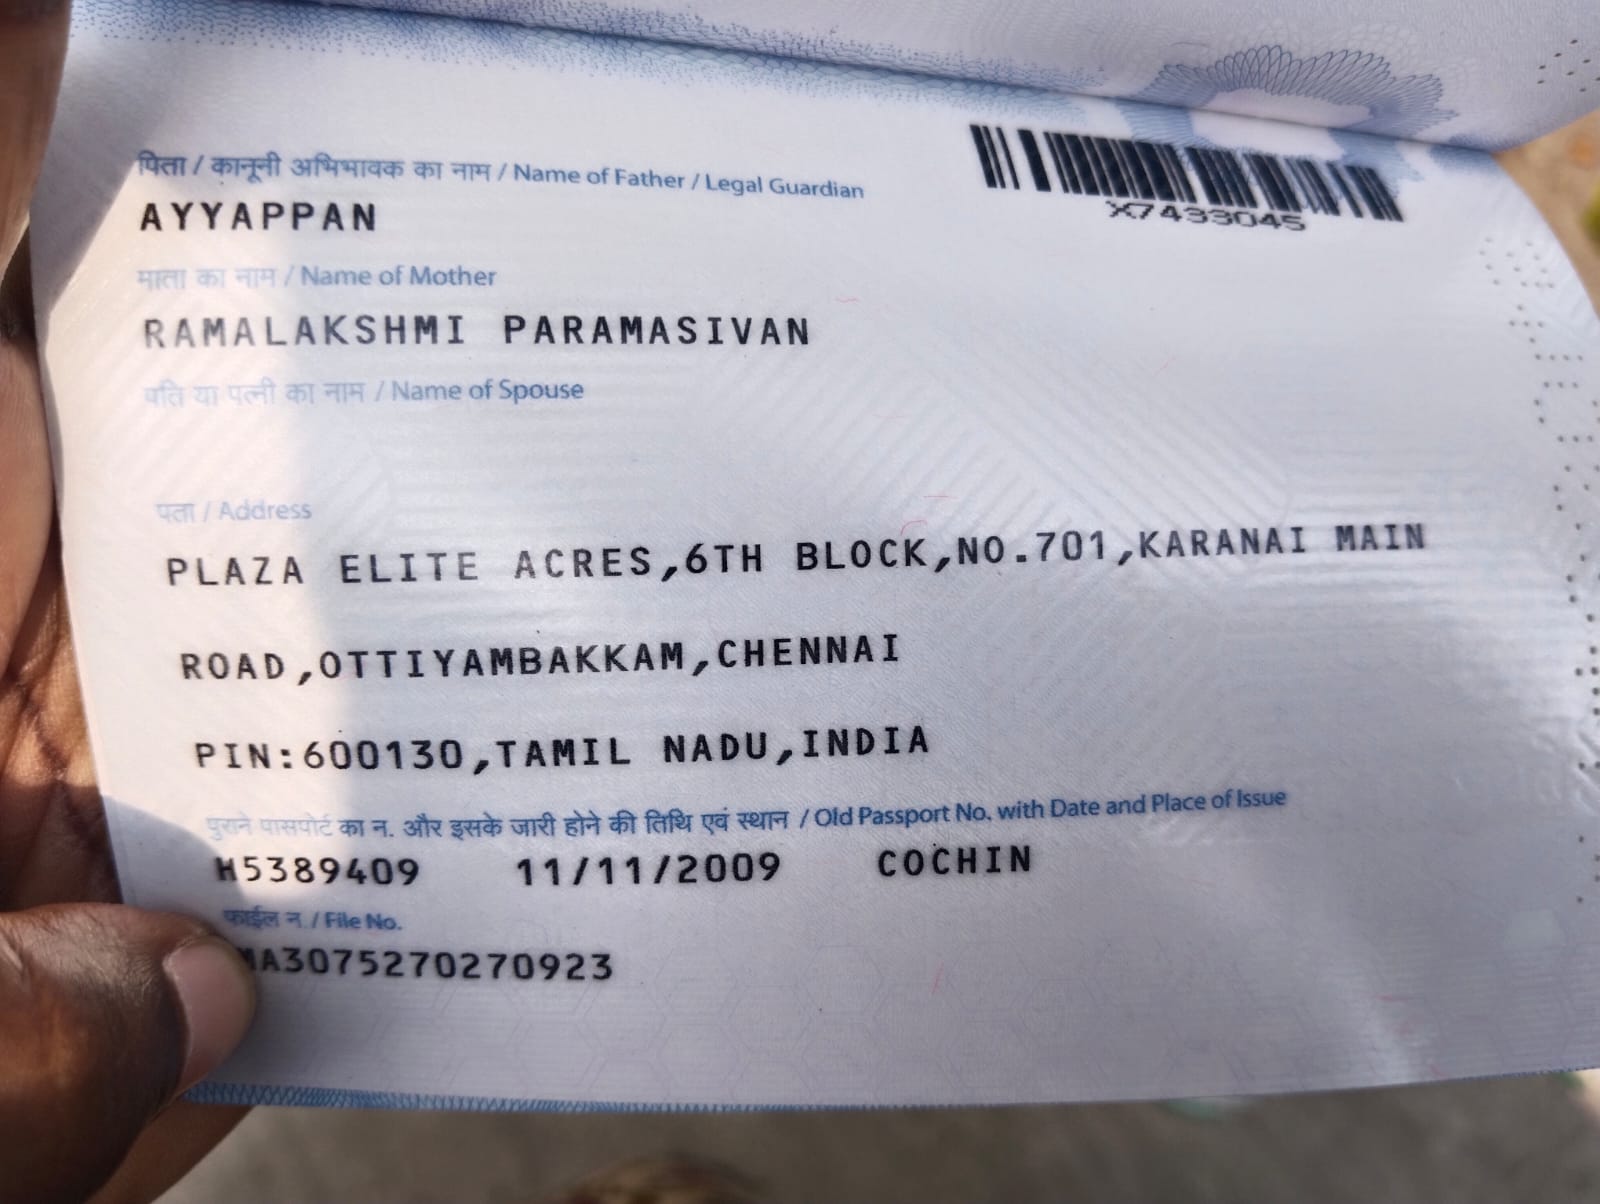 पिता / कानूनी अभिभावक का नाम / Name of Father / Legal Guardian
AYYAPPAN
X7433045
माता का नाम / Name of Mother
RAMALAKSHMI PARAMASIVAN
पति या पत्नी का नाम / Name of Spouse
पता / Address
PLAZA ELITE ACRES,6TH BLOCK,NO.701,KARANAI MAIN
ROAD,OTTIYAMBAKKAM,CHENNAI
PIN:600130,TAMIL NADU,INDIA
पुराने पासपोर्ट का न. और इसके जारी होने की तिथि एवं स्थान / Old Passport No. with Date and Place of Issue
H5389409 11/11/2009 COCHIN
फाईल न. / File No.
MA3075270270923